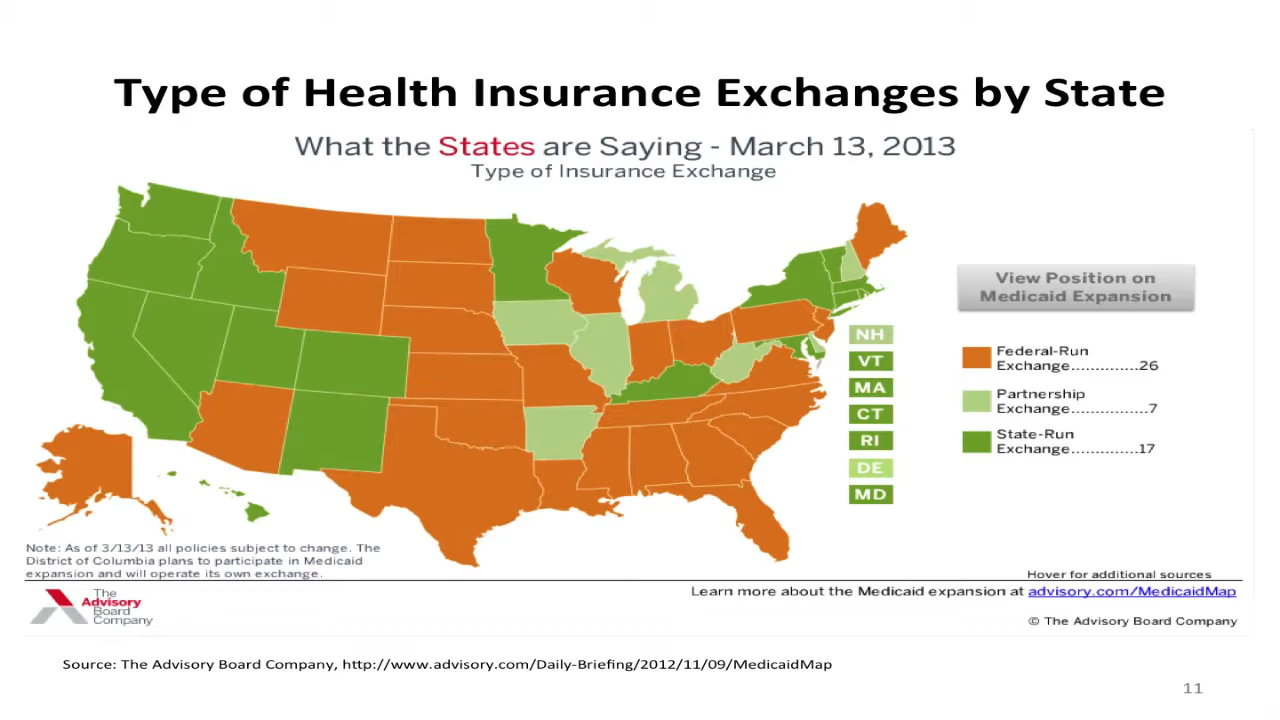 Type of Health Insurance Exchanges by State
What the States are Saying - March 13, 2013
Type of Insurance Exchange
View Position on
Medicaid Expansion
NH
VT
MA
CT
RI
DE
MD
Federal-Run
Exchange.............26
Partnership
Exchange...............7
State-Run
Exchange.............17
Note: As of 3/13/13 all policies subject to change. The
District of Columbia plans to participate in Medicaid
expansion and will operate its own exchange.
Hover for additional sources
The
Advisory
Board
Company
Learn more about the Medicaid expansion at advisory.com/MedicaidMap
© The Advisory Board Company
Source: The Advisory Board Company, http://www.advisory.com/Daily-Briefing/2012/11/09/MedicaidMap
11